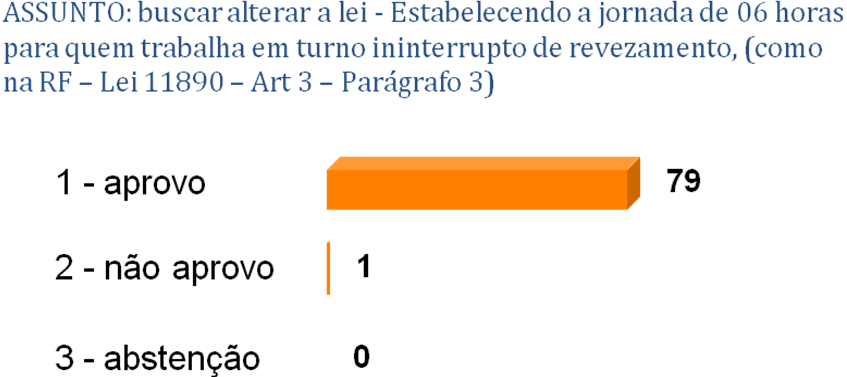 ASSUNTO: buscar alterar a lei - Estabelecendo a jornada de 06 horas
para quem trabalha em turno ininterrupto de revezamento, (como
na RF – Lei 11890 – Art 3 – Parágrafo 3)
1 - aprovo 79
2 - não aprovo 1
3 - abstenção 0